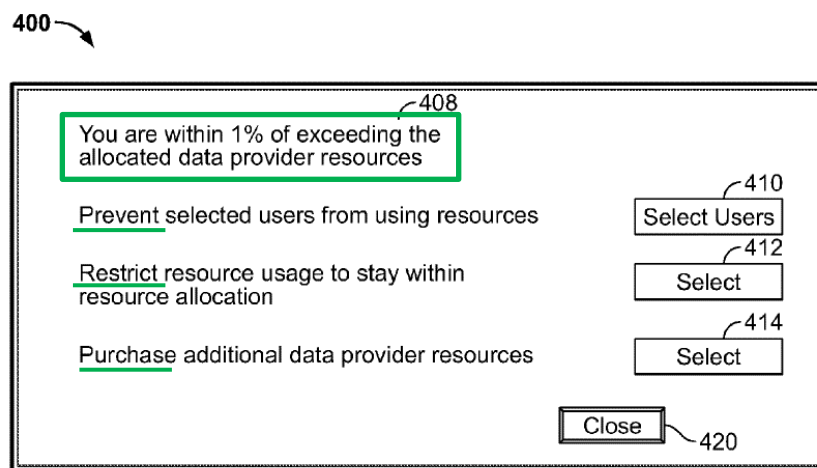 400
408
You are within 1% of exceeding the
allocated data provider resources
410
Prevent selected users from using resources
Select Users
412
Restrict resource usage to stay within
resource allocation
Select
414
Purchase additional data provider resources
Select
Close
420